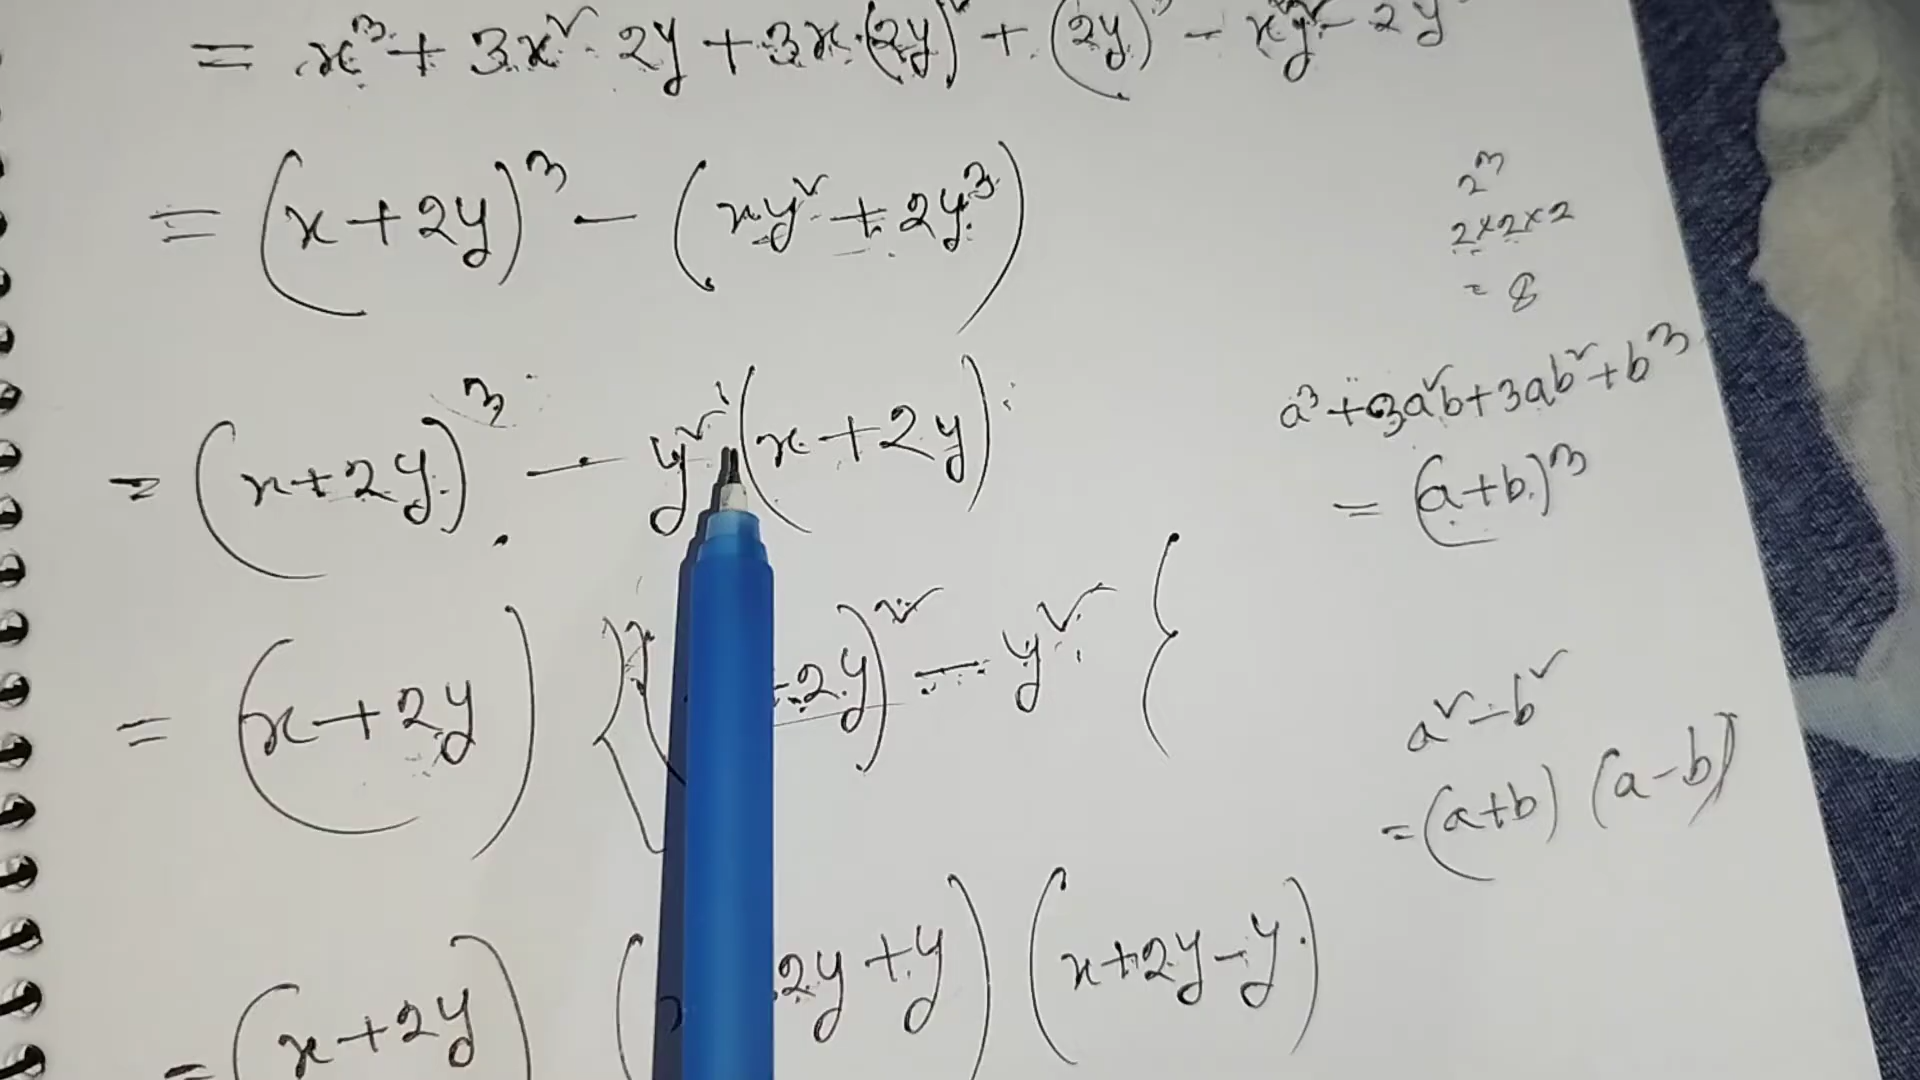 = x³ + 3x² · 2y + 3x · (2y)² + (2y)³ - xy² - 2y
= (x + 2y)³ - (xy² + 2y³)
= (x + 2y)³ - y² (x + 2y)
= (x + 2y) { 2y)² - y² }
= (x + 2y) ( 2y + y) (x + 2y - y)
2³
2×2×2
= 8
a³ + 3a²b + 3ab² + b³
= (a + b)³
a² - b²
= (a + b) (a - b)